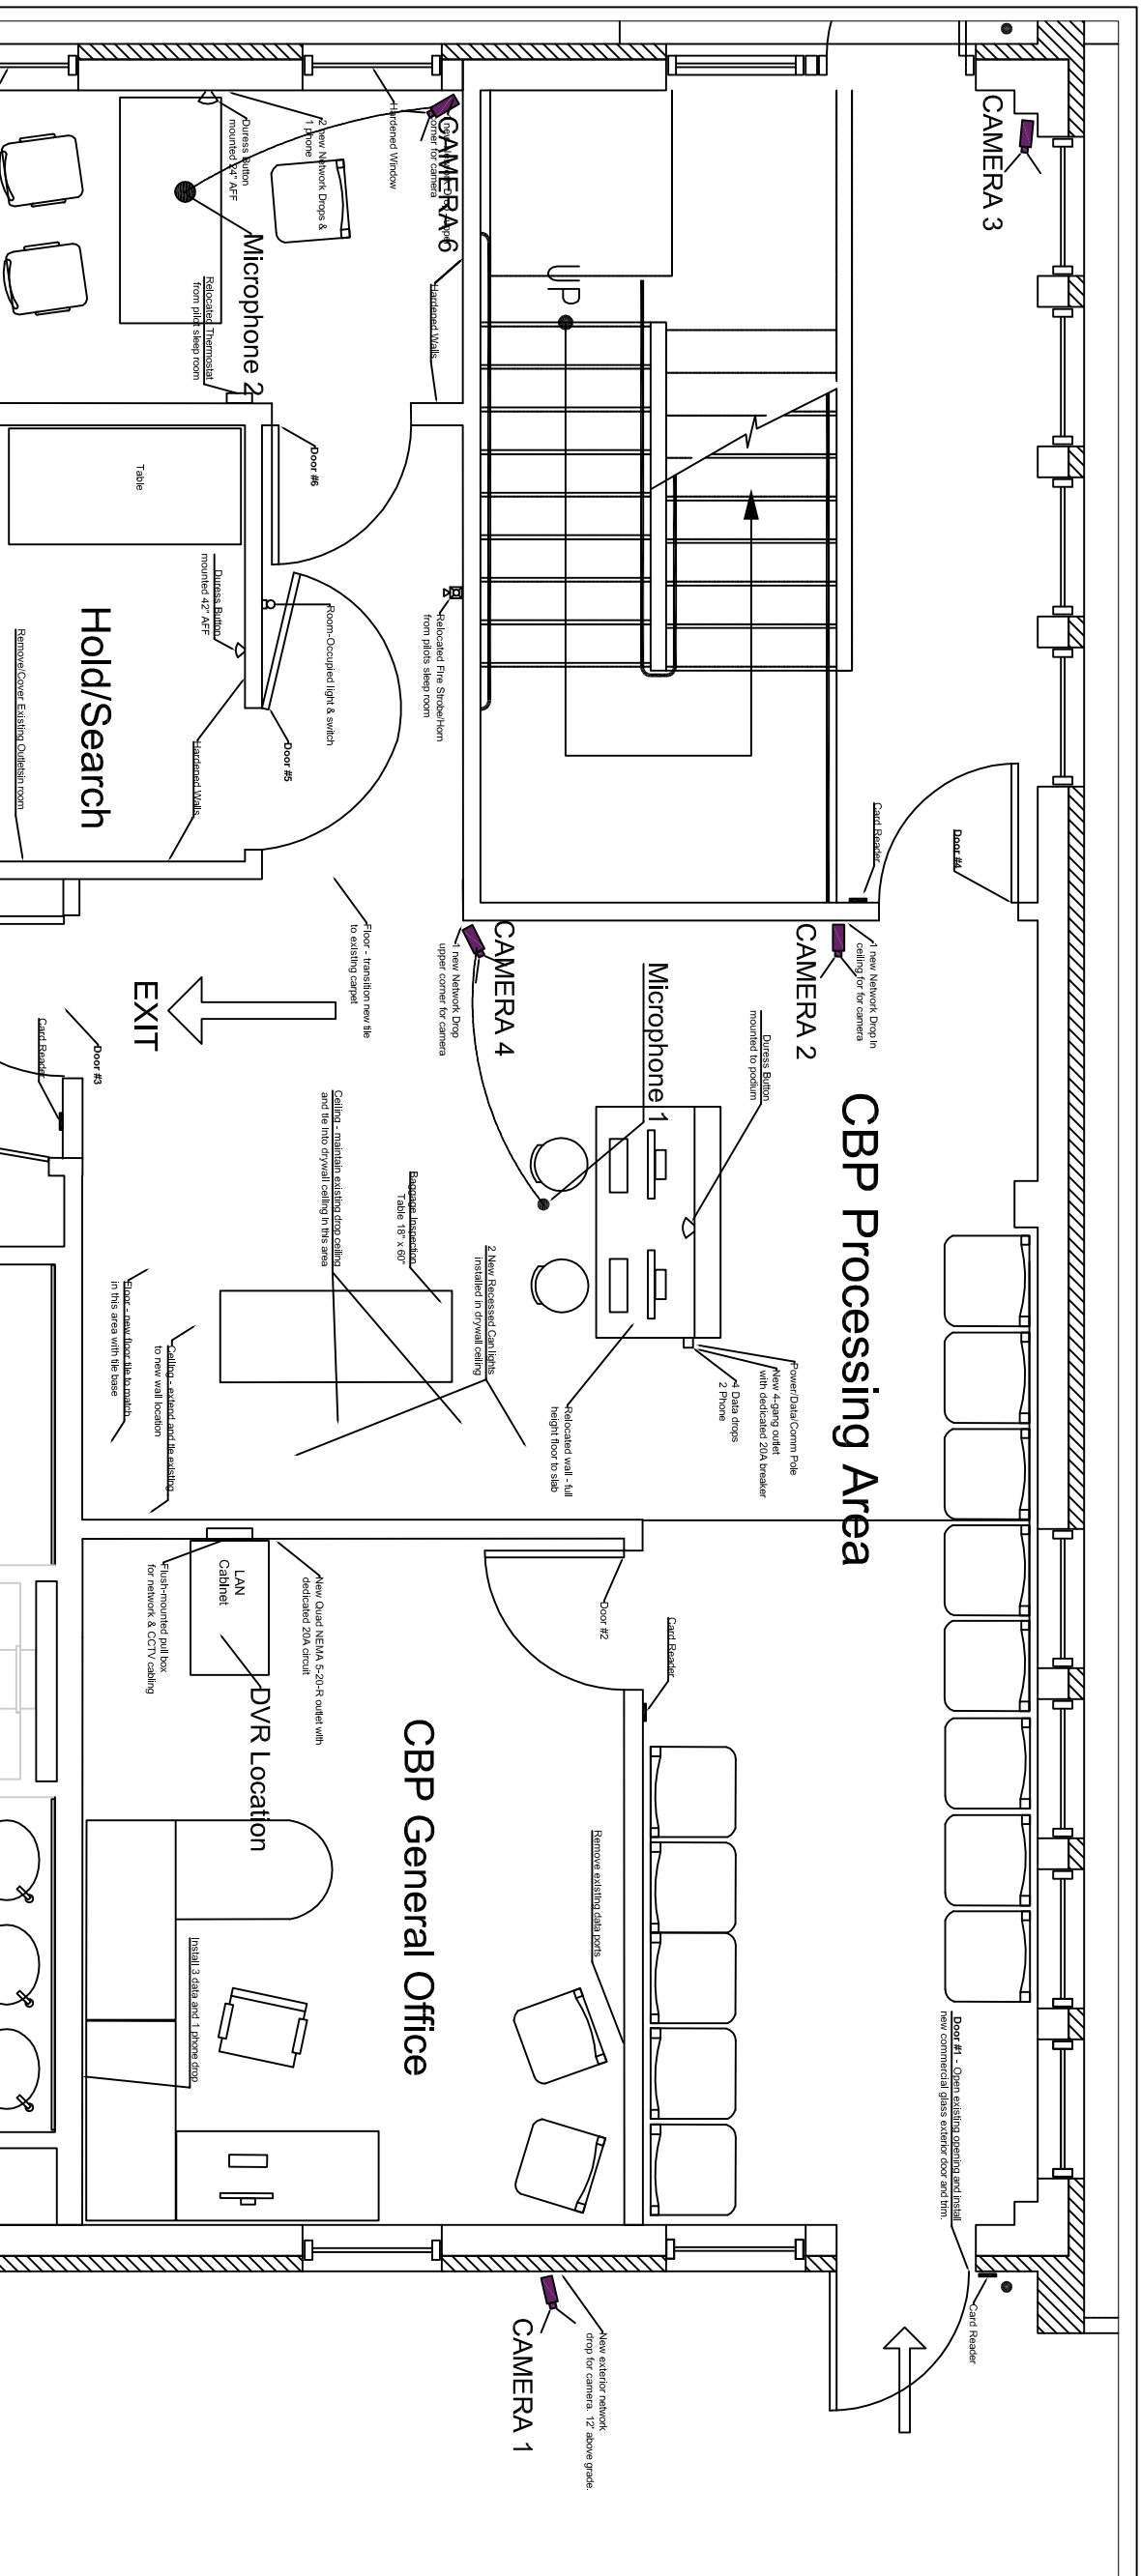 CAMERA 3
CAMERA 6
1 new Network Drop upper
corner for camera
Hardened Window
2 new Network Drops &
1 phone
Duress Button
mounted 24" AFF
Microphone 2
Hardened Walls
Relocated Thermostat
from pilot sleep room
UP
Door #6
Table
Duress Button
mounted 42" AFF
Room-Occupied light & switch
Relocated Fire Strobe/Horn
from pilots sleep room
Hold/Search
Remove/Cover Existing Outletsin room
Hardened Walls
Door #5
Card Reader
Door #4
1 new Network Drop in
ceiling for for camera
CAMERA 2
CAMERA 4
1 new Network Drop
upper corner for camera
Floor - transition new tile
to existing carpet
EXIT
Door #3
Card Reader
Microphone 1
Duress Button
mounted to podium
CBP Processing Area
Ceiling - maintain existing drop ceiling
and tie into drywall ceiling in this area
Baggage Inspection
Table 18" x 60"
2 New Recessed Can lights
installed in drywall ceiling
Power/Data/Comm Pole
New 4-gang outlet
with dedicated 20A breaker
4 Data drops
2 Phone
Relocated wall - full
height floor to slab
Floor - new floor tile to match
in this area with tile base
Ceiling - extend and tie existing
to new wall location
LAN
Cabinet
Flush-mounted pull box
for network & CCTV cabling
New Quad NEMA 5-20-R outlet with
dedicated 20A circuit
Door #2
Card Reader
DVR Location
CBP General Office
Remove existing data ports
Install 3 data and 1 phone drop
Door #1 - Open existing opening and install
new commercial glass exterior door and trim.
Card Reader
CAMERA 1
New exterior network
drop for camera. 12' above grade.